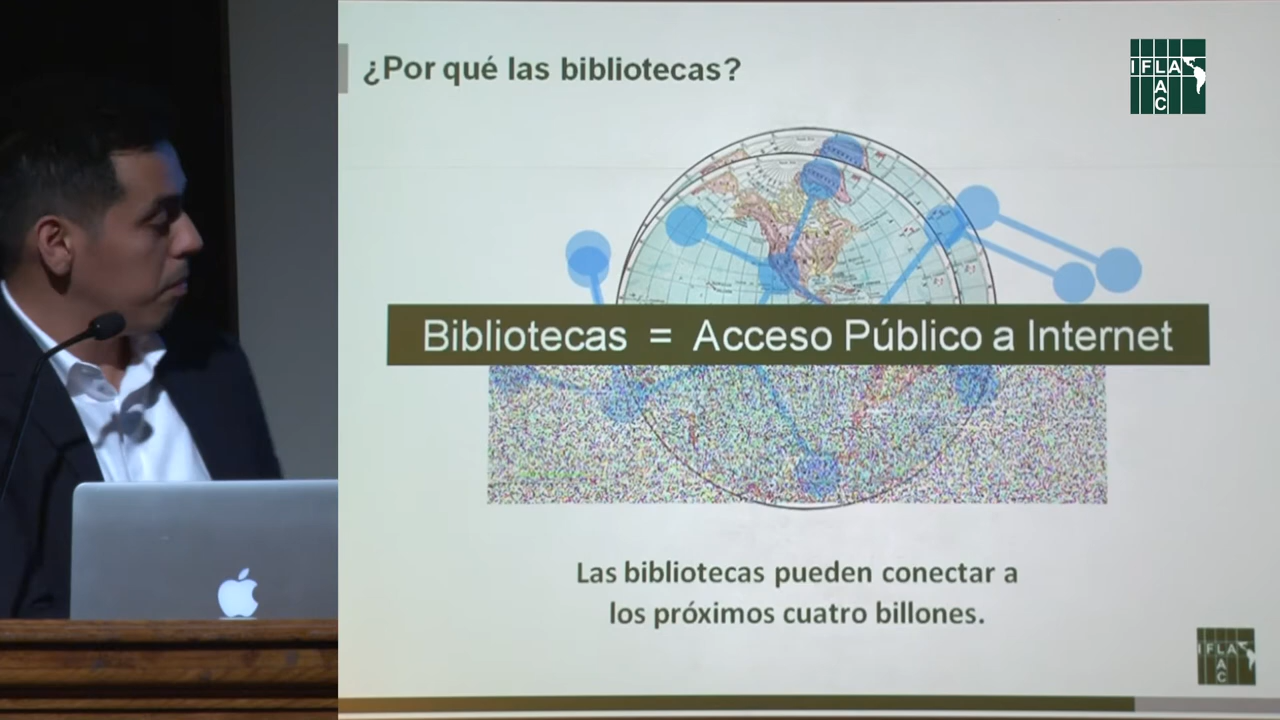 ¿Por qué las bibliotecas?
IFLA
LAC
Bibliotecas = Acceso Público a Internet
Las bibliotecas pueden conectar a
los próximos cuatro billones.
IFLA
LAC